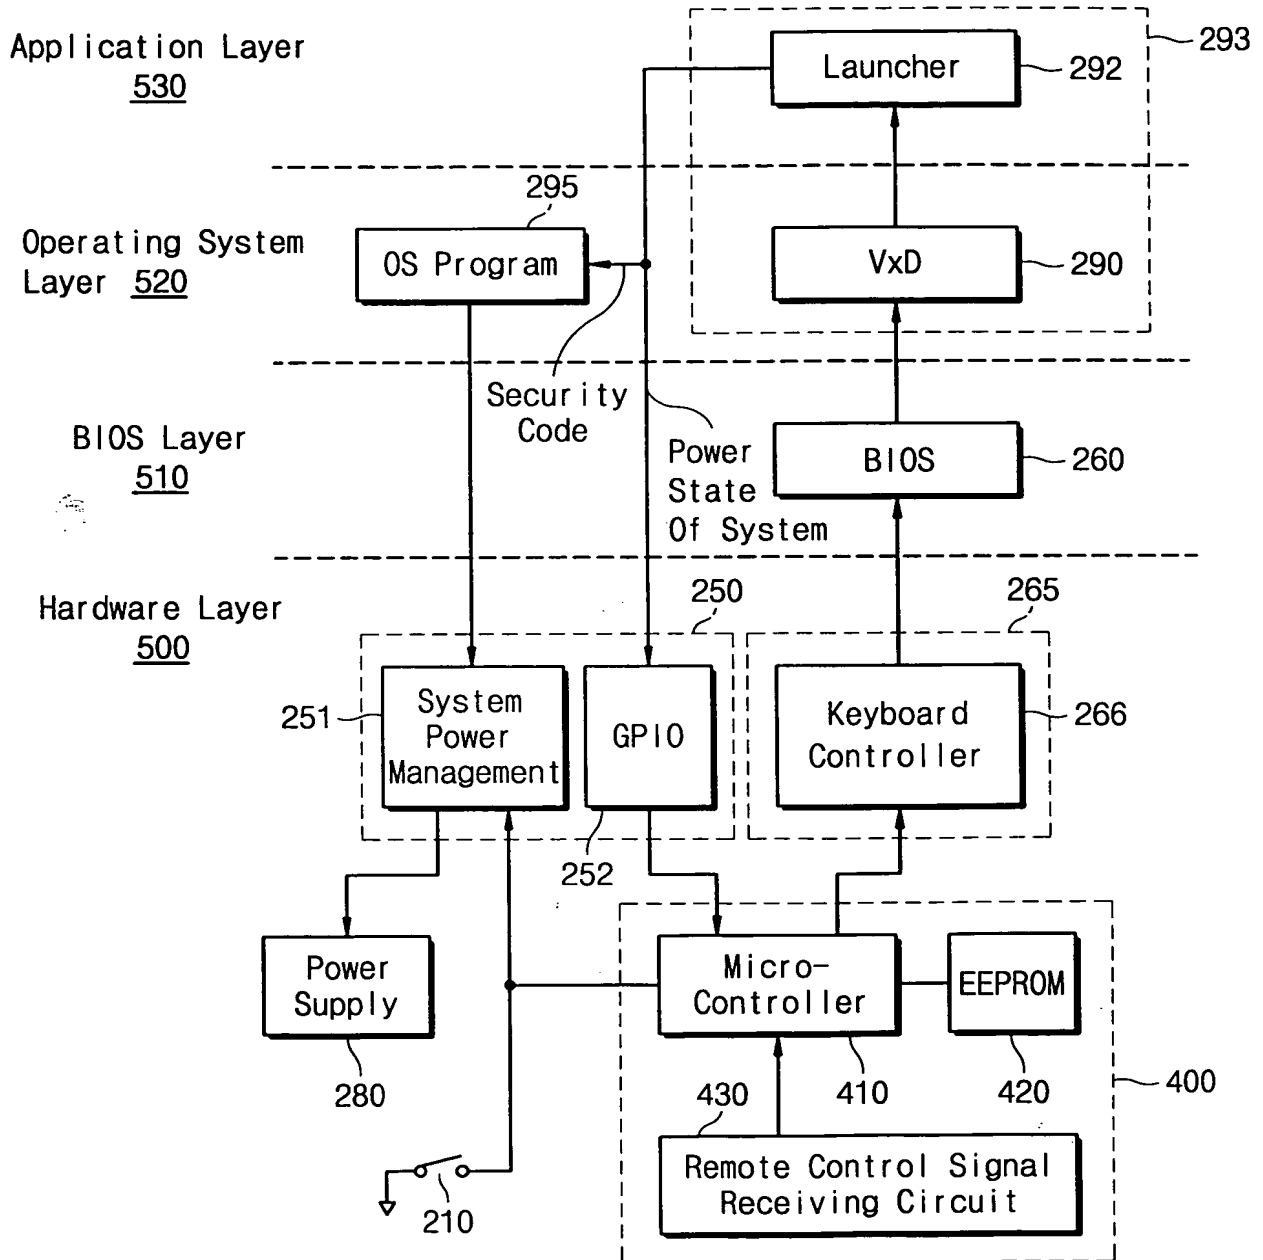 Application Layer
530
Launcher
292
293
295
Operating System
Layer 520
OS Program
VxD
290
Security
Code
BIOS Layer
510
Power
State
Of System
BIOS
260
Hardware Layer
500
250
265
251
System
Power
Management
GPIO
Keyboard
Controller
266
252
Power
Supply
Micro-
Controller
EEPROM
280
430
410
420
400
Remote Control Signal
Receiving Circuit
210